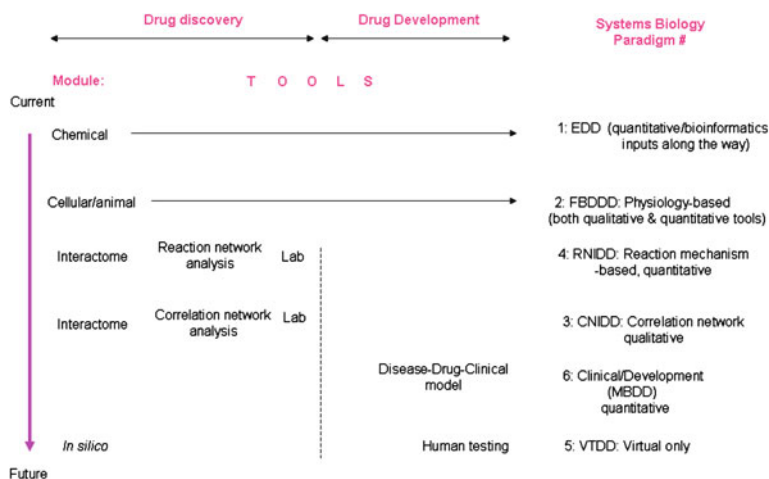 Drug discovery
Drug Development
Systems Biology
Paradigm #
Module:
T O O L S
Current
Chemical
1: EDD (quantitative/bioinformatics
inputs along the way)
Cellular/animal
2: FBDDD: Physiology-based
(both qualitative & quantitative tools)
Interactome
Reaction network
analysis
Lab
4: RNIDD: Reaction mechanism
-based, quantitative
Interactome
Correlation network
analysis
Lab
3: CNIDD: Correlation network
qualitative
Disease-Drug-Clinical
model
6: Clinical/Development
(MBDD)
quantitative
In silico
Human testing
5: VTDD: Virtual only
Future